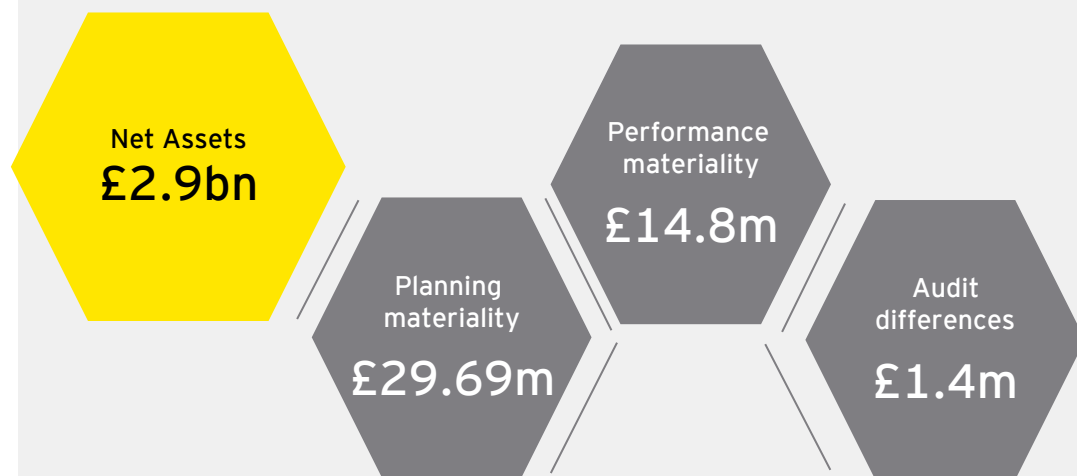 Net Assets
£2.9bn
Planning
materiality
£29.69m
Performance
materiality
£14.8m
Audit
differences
£1.4m